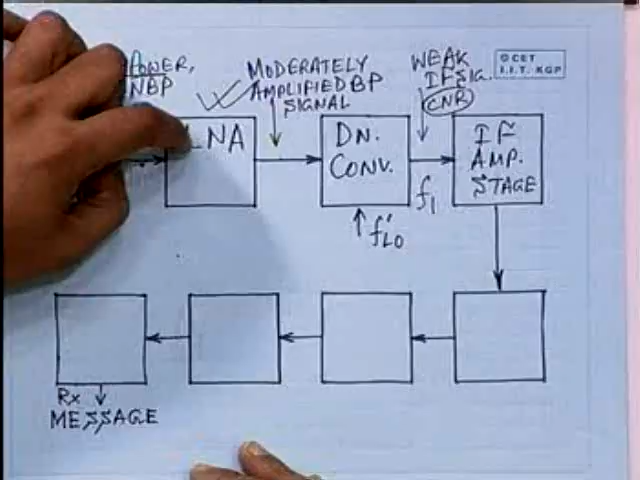 POWER,
NBP
LNA
MODERATELY
AMPLIFIED BP
SIGNAL
DN.
CONV.
f'LO
WEAK
IF SIG.
CNR
f1
IF
AMP.
STAGE
© CET
I.I.T. KGP
Rx
MESSAGE